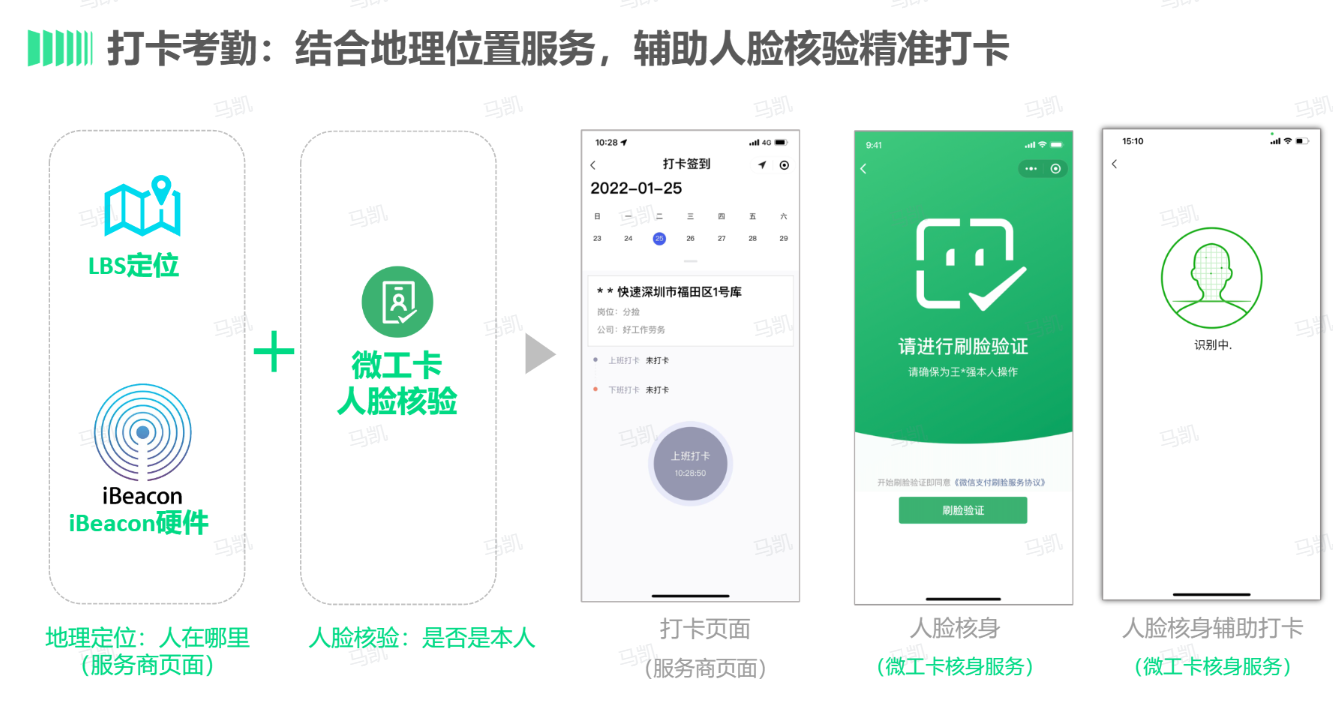 打卡考勤：结合地理位置服务，辅助人脸核验精准打卡
LBS定位
iBeacon
iBeacon硬件
地理定位：人在哪里
（服务商页面）
+
微工卡
人脸核验
人脸核验：是否是本人
10:28
4G
打卡签到
2022-01-25
日 一 二 三 四 五 六
23 24 25 26 27 28 29
* * 快速深圳市福田区1号库
岗位：分捡
公司：好工作劳务
上班打卡 未打卡
下班打卡 未打卡
上班打卡
10:28:50
打卡页面
（服务商页面）
9:41
请进行刷脸验证
请确保为王*强本人操作
开始刷脸验证即同意《微信支付刷脸服务协议》
刷脸验证
人脸核身
（微工卡核身服务）
15:10
识别中.
人脸核身辅助打卡
（微工卡核身服务）
马凯